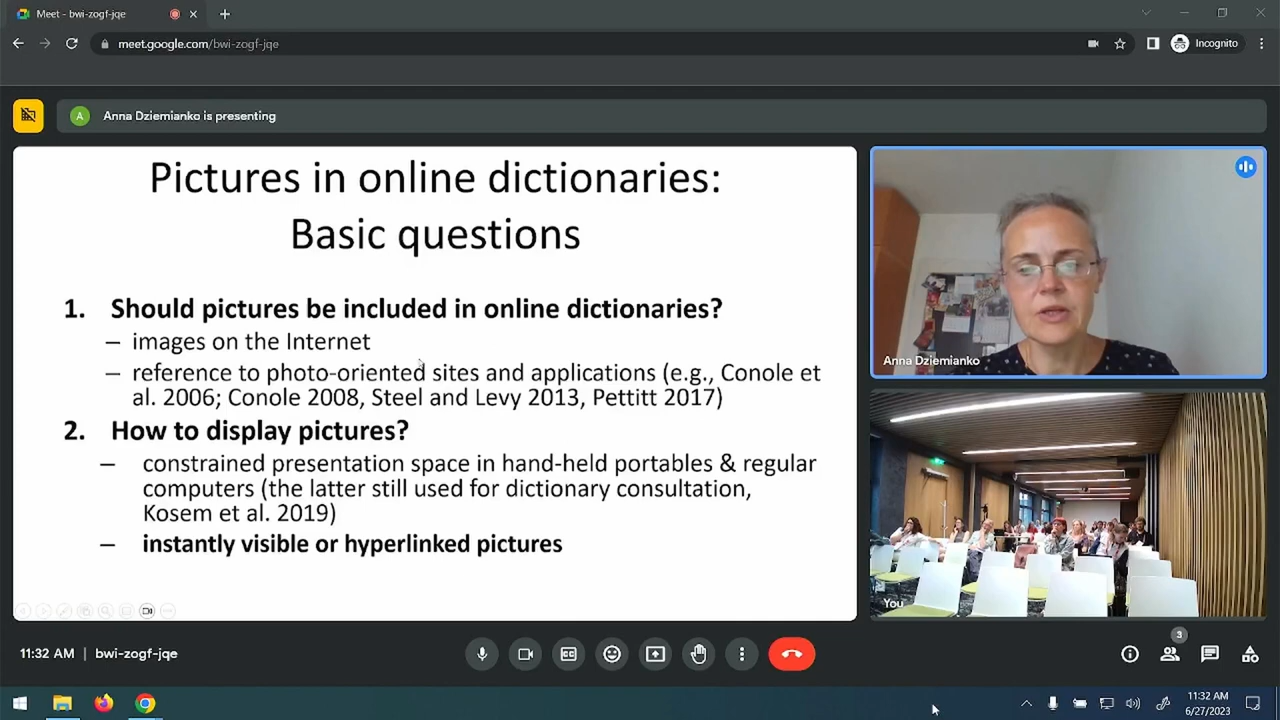 Meet - bwi-zogf-jqe
meet.google.com/bwi-zogf-jqe
Incognito
A
Anna Dziemianko is presenting
Pictures in online dictionaries:
Basic questions
1. Should pictures be included in online dictionaries?
– images on the Internet
– reference to photo-oriented sites and applications (e.g., Conole et
al. 2006; Conole 2008, Steel and Levy 2013, Pettitt 2017)
2. How to display pictures?
– constrained presentation space in hand-held portables & regular
computers (the latter still used for dictionary consultation,
Kosem et al. 2019)
– instantly visible or hyperlinked pictures
Anna Dziemianko
You
11:32 AM | bwi-zogf-jqe
3
11:32 AM
6/27/2023